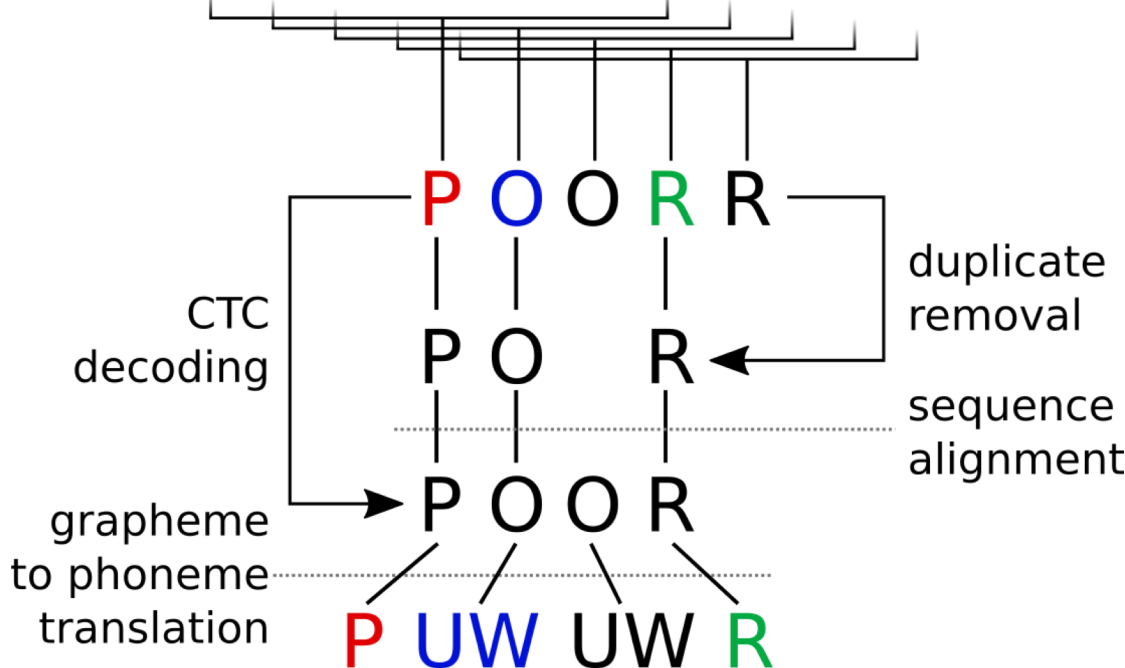 P O O R R
duplicate
removal
CTC
decoding
P O R
sequence
alignment
P O O R
grapheme
to phoneme
translation
P UW UW R